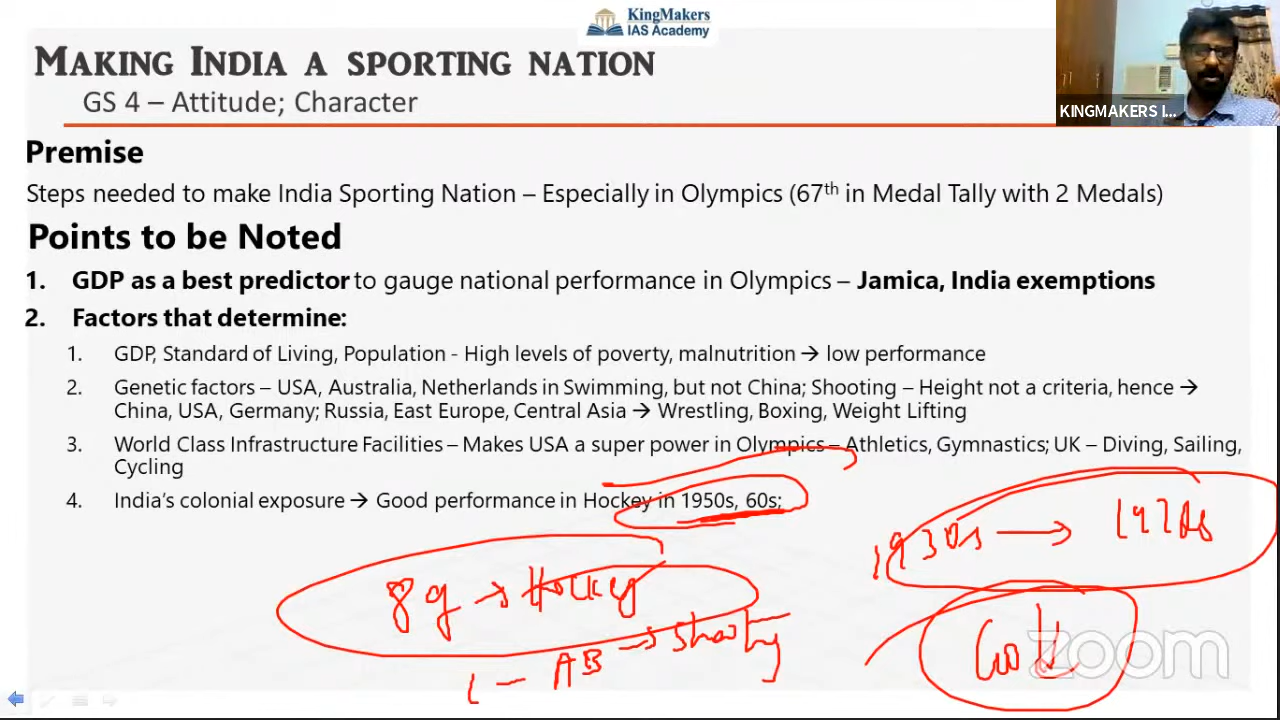 KingMakers
IAS Academy
MAKING INDIA A SPORTING NATION
GS 4 – Attitude; Character
KINGMAKERS I...
Premise
Steps needed to make India Sporting Nation – Especially in Olympics (67th in Medal Tally with 2 Medals)
Points to be Noted
1. GDP as a best predictor to gauge national performance in Olympics – Jamica, India exemptions
2. Factors that determine:
1. GDP, Standard of Living, Population - High levels of poverty, malnutrition → low performance
2. Genetic factors – USA, Australia, Netherlands in Swimming, but not China; Shooting – Height not a criteria, hence →
China, USA, Germany; Russia, East Europe, Central Asia → Wrestling, Boxing, Weight Lifting
3. World Class Infrastructure Facilities – Makes USA a super power in Olympics – Athletics, Gymnastics; UK – Diving, Sailing,
Cycling
4. India's colonial exposure → Good performance in Hockey in 1950s, 60s;
1930s → 1970s
8g → Hockey
1 – AB → Shooting
Gold
zoom